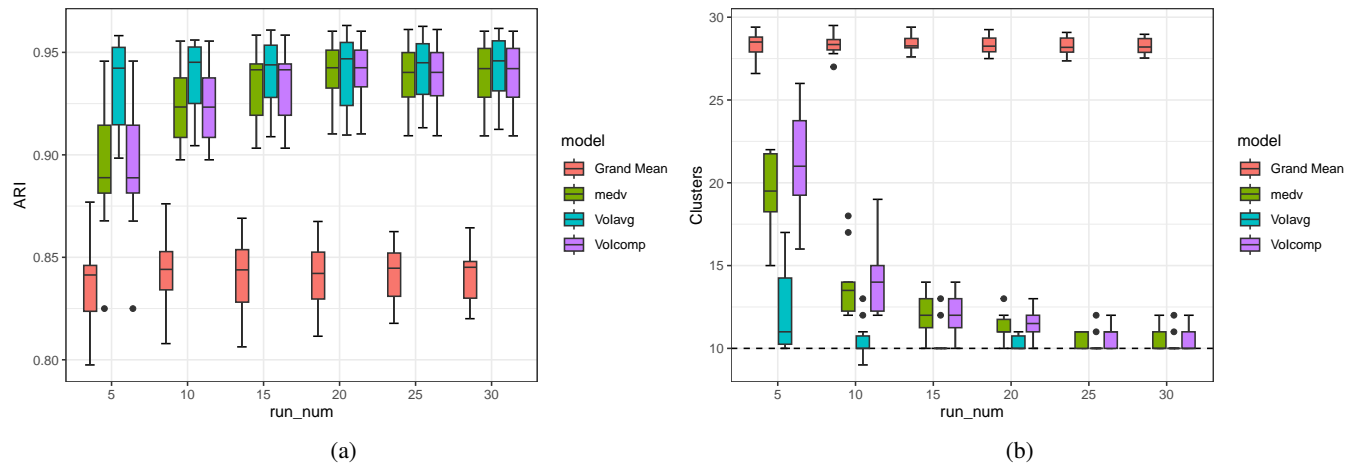 0.95
0.90
0.85
0.80
ARI
5
10
15
20
25
30
run_num
model
Grand Mean
medv
Volavg
Volcomp
(a)
30
25
20
15
10
Clusters
5
10
15
20
25
30
run_num
model
Grand Mean
medv
Volavg
Volcomp
(b)